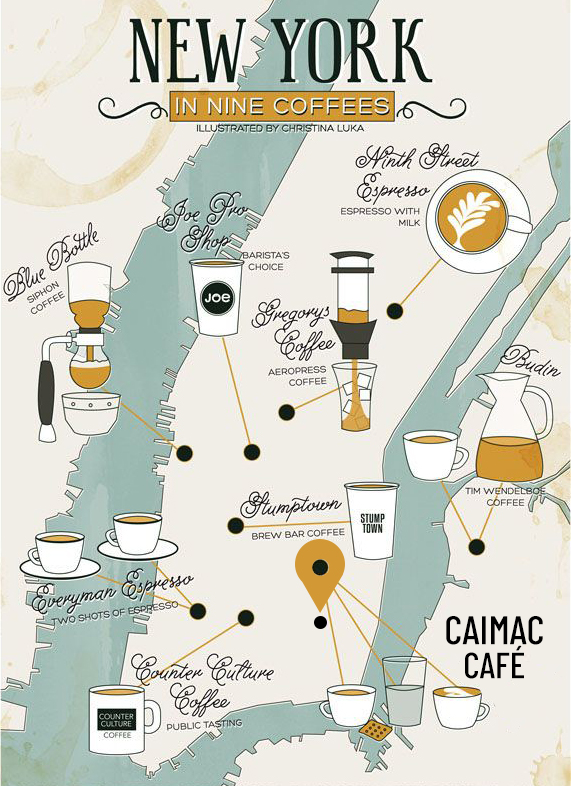 NEW YORK
IN NINE COFFEES
ILLUSTRATED BY CHRISTINA LUKA
Ninth Street
Espresso
ESPRESSO WITH
MILK
Joe Pro
Shop
BARISTA'S
CHOICE
Joe
Blue Bottle
SIPHON
COFFEE
Gregorys
Coffee
AEROPRESS
COFFEE
Budin
TIM WENDELBOE
COFFEE
Stumptown
BREW BAR COFFEE
STUMP
TOWN
Everyman Espresso
TWO SHOTS OF ESPRESSO
CAIMAC
CAFÉ
Counter Culture
Coffee
PUBLIC TASTING
COUNTER
CULTURE
COFFEE